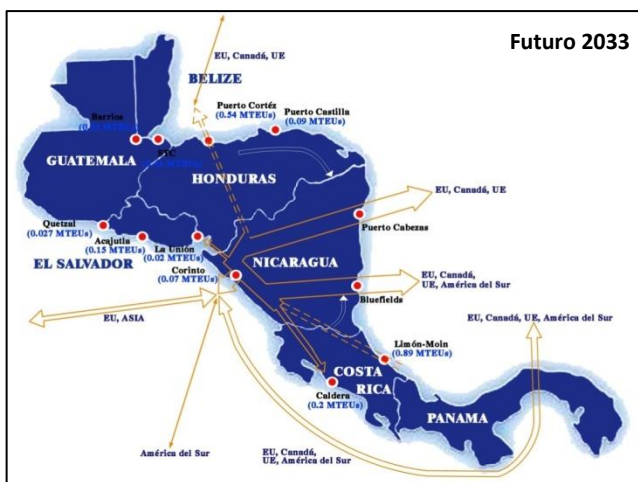 Futuro 2033
EU, Canadá, UE
BELIZE
Puerto Cortéz
(0.54 MTEUs)
Puerto Castilla
(0.09 MTEUs)
Barrios
MTEUs)
STC
GUATEMALA
HONDURAS
EU, Canadá, UE
Puerto Cabezas
Quetzal
(0.027 MTEUs)
Acajutla
(0.15 MTEUs)
La Unión
(0.02 MTEUs)
EL SALVADOR
Corinto
(0.07 MTEUs)
NICARAGUA
EU, Canadá,
UE, América del Sur
Bluefields
EU, ASIA
EU, Canadá, UE, América del Sur
Limón-Moin
(0.89 MTEUs)
COSTA
RICA
Caldera
(0.2 MTEUs)
PANAMA
América del Sur
EU, Canadá,
UE, América del Sur